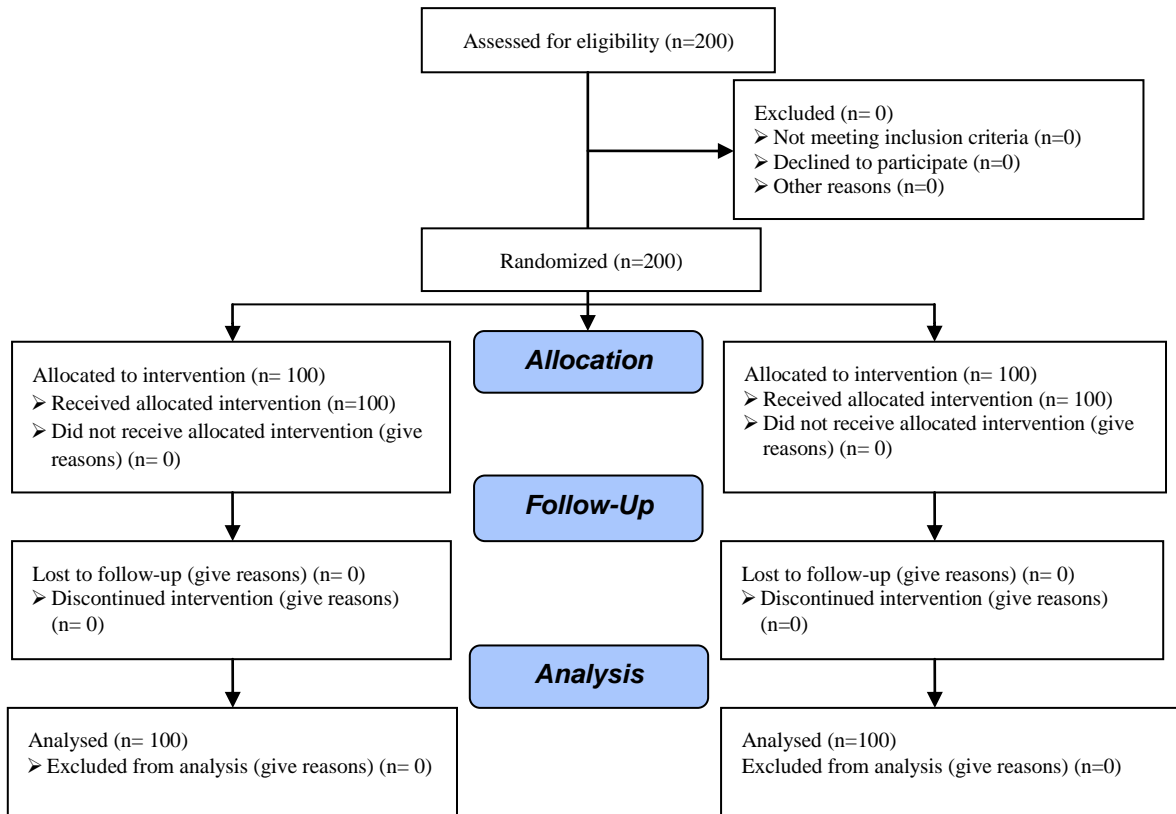 Assessed for eligibility (n=200)
Excluded (n= 0)
➢ Not meeting inclusion criteria (n=0)
➢ Declined to participate (n=0)
➢ Other reasons (n=0)
Randomized (n=200)
Allocation
Allocated to intervention (n= 100)
➢ Received allocated intervention (n=100)
➢ Did not receive allocated intervention (give
reasons) (n= 0)
Allocated to intervention (n= 100)
➢ Received allocated intervention (n= 100)
➢ Did not receive allocated intervention (give
reasons) (n= 0)
Follow-Up
Lost to follow-up (give reasons) (n= 0)
➢ Discontinued intervention (give reasons)
(n= 0)
Lost to follow-up (give reasons) (n= 0)
➢ Discontinued intervention (give reasons)
(n=0)
Analysis
Analysed (n= 100)
➢ Excluded from analysis (give reasons) (n= 0)
Analysed (n=100)
Excluded from analysis (give reasons) (n=0)